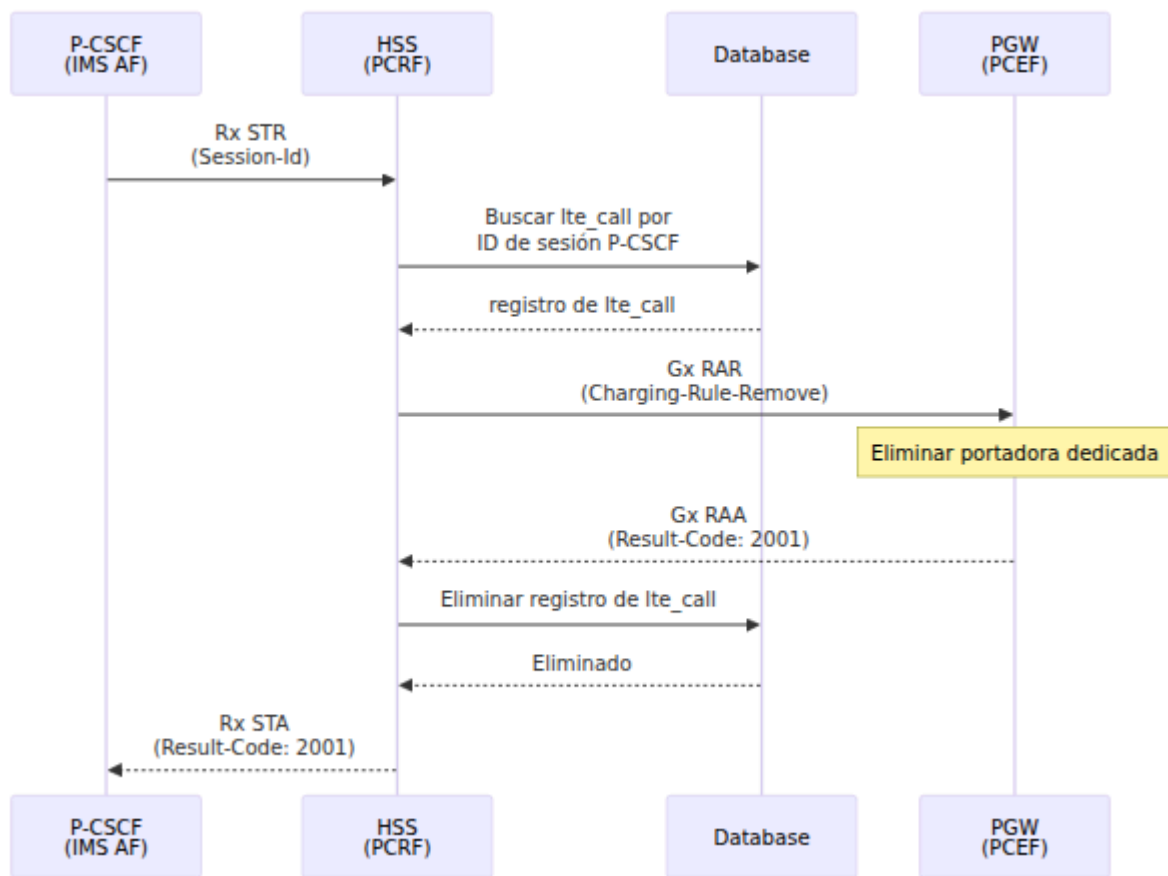 P-CSCF
(IMS AF)
HSS
(PCRF)
Database
PGW
(PCEF)
Rx STR
(Session-Id)
Buscar lte_call por
ID de sesión P-CSCF
registro de lte_call
Gx RAR
(Charging-Rule-Remove)
Eliminar portadora dedicada
Gx RAA
(Result-Code: 2001)
Eliminar registro de lte_call
Eliminado
Rx STA
(Result-Code: 2001)
P-CSCF
(IMS AF)
HSS
(PCRF)
Database
PGW
(PCEF)